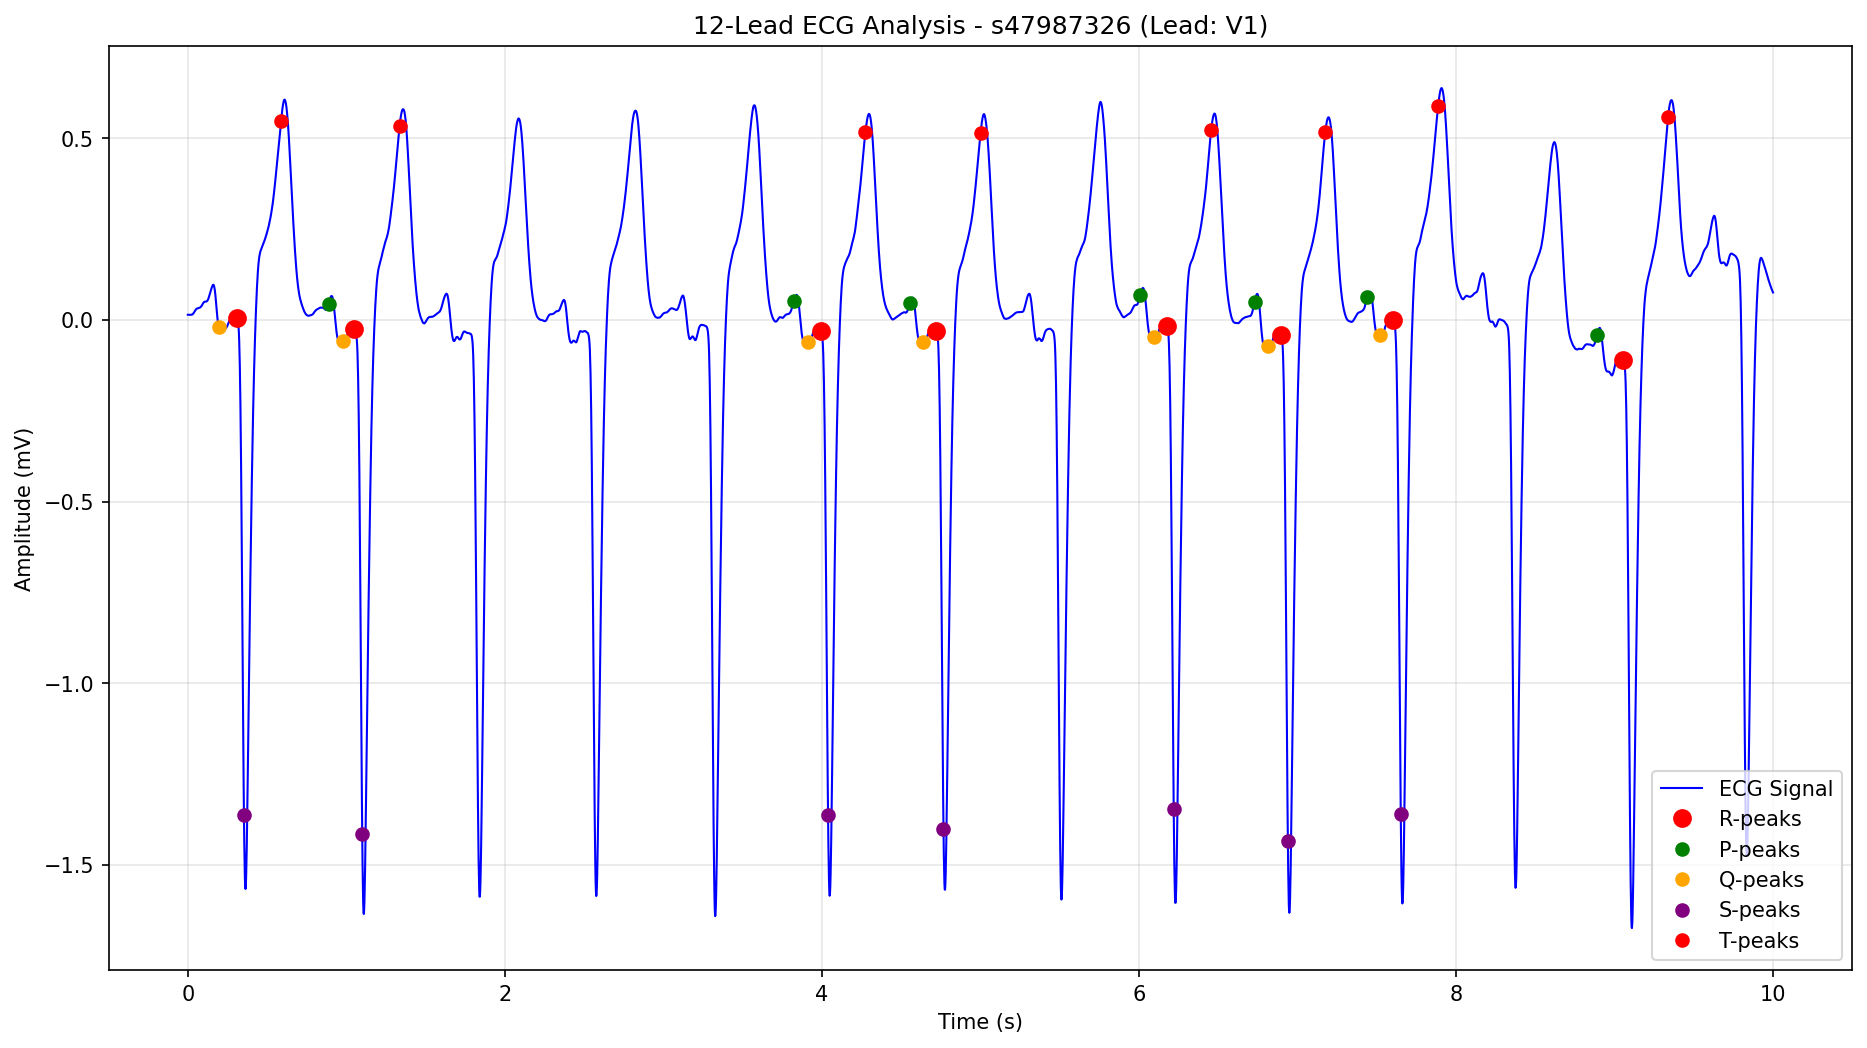 12-Lead ECG Analysis - s47987326 (Lead: V1)
Amplitude (mV)
0.5
0.0
−0.5
−1.0
−1.5
0 2 4 6 8 10
Time (s)
ECG Signal
R-peaks
P-peaks
Q-peaks
S-peaks
T-peaks